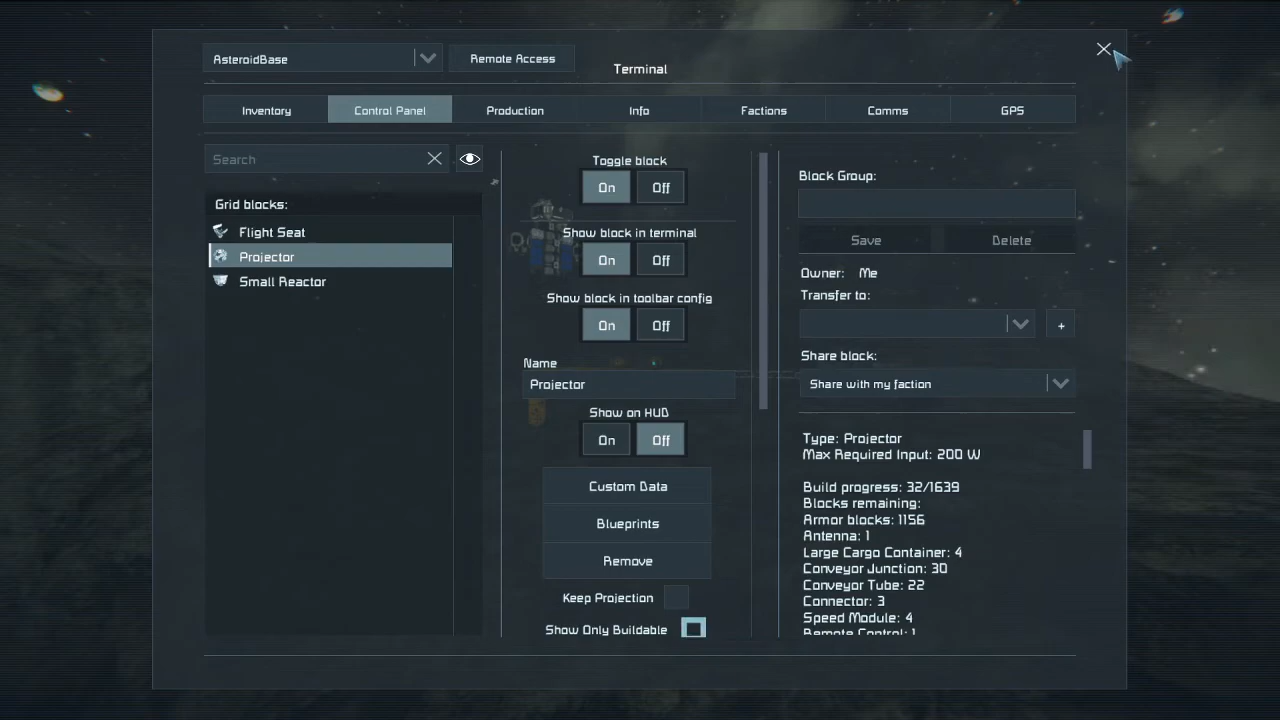 AsteroidBase
Remote Access
Terminal
Inventory
Control Panel
Production
Info
Factions
Comms
GPS
Search
Grid blocks:
Flight Seat
Projector
Small Reactor
Toggle block
On
Off
Show block in terminal
On
Off
Show block in toolbar config
On
Off
Name
Projector
Show on HUD
On
Off
Custom Data
Blueprints
Remove
Keep Projection
Show Only Buildable
Block Group:
Save
Delete
Owner: Me
Transfer to:
+
Share block:
Share with my faction
Type: Projector
Max Required Input: 200 W
Build progress: 32/1639
Blocks remaining:
Armor blocks: 1156
Antenna: 1
Large Cargo Container: 4
Conveyor Junction: 30
Conveyor Tube: 22
Connector: 3
Speed Module: 4
Remote Control: 1